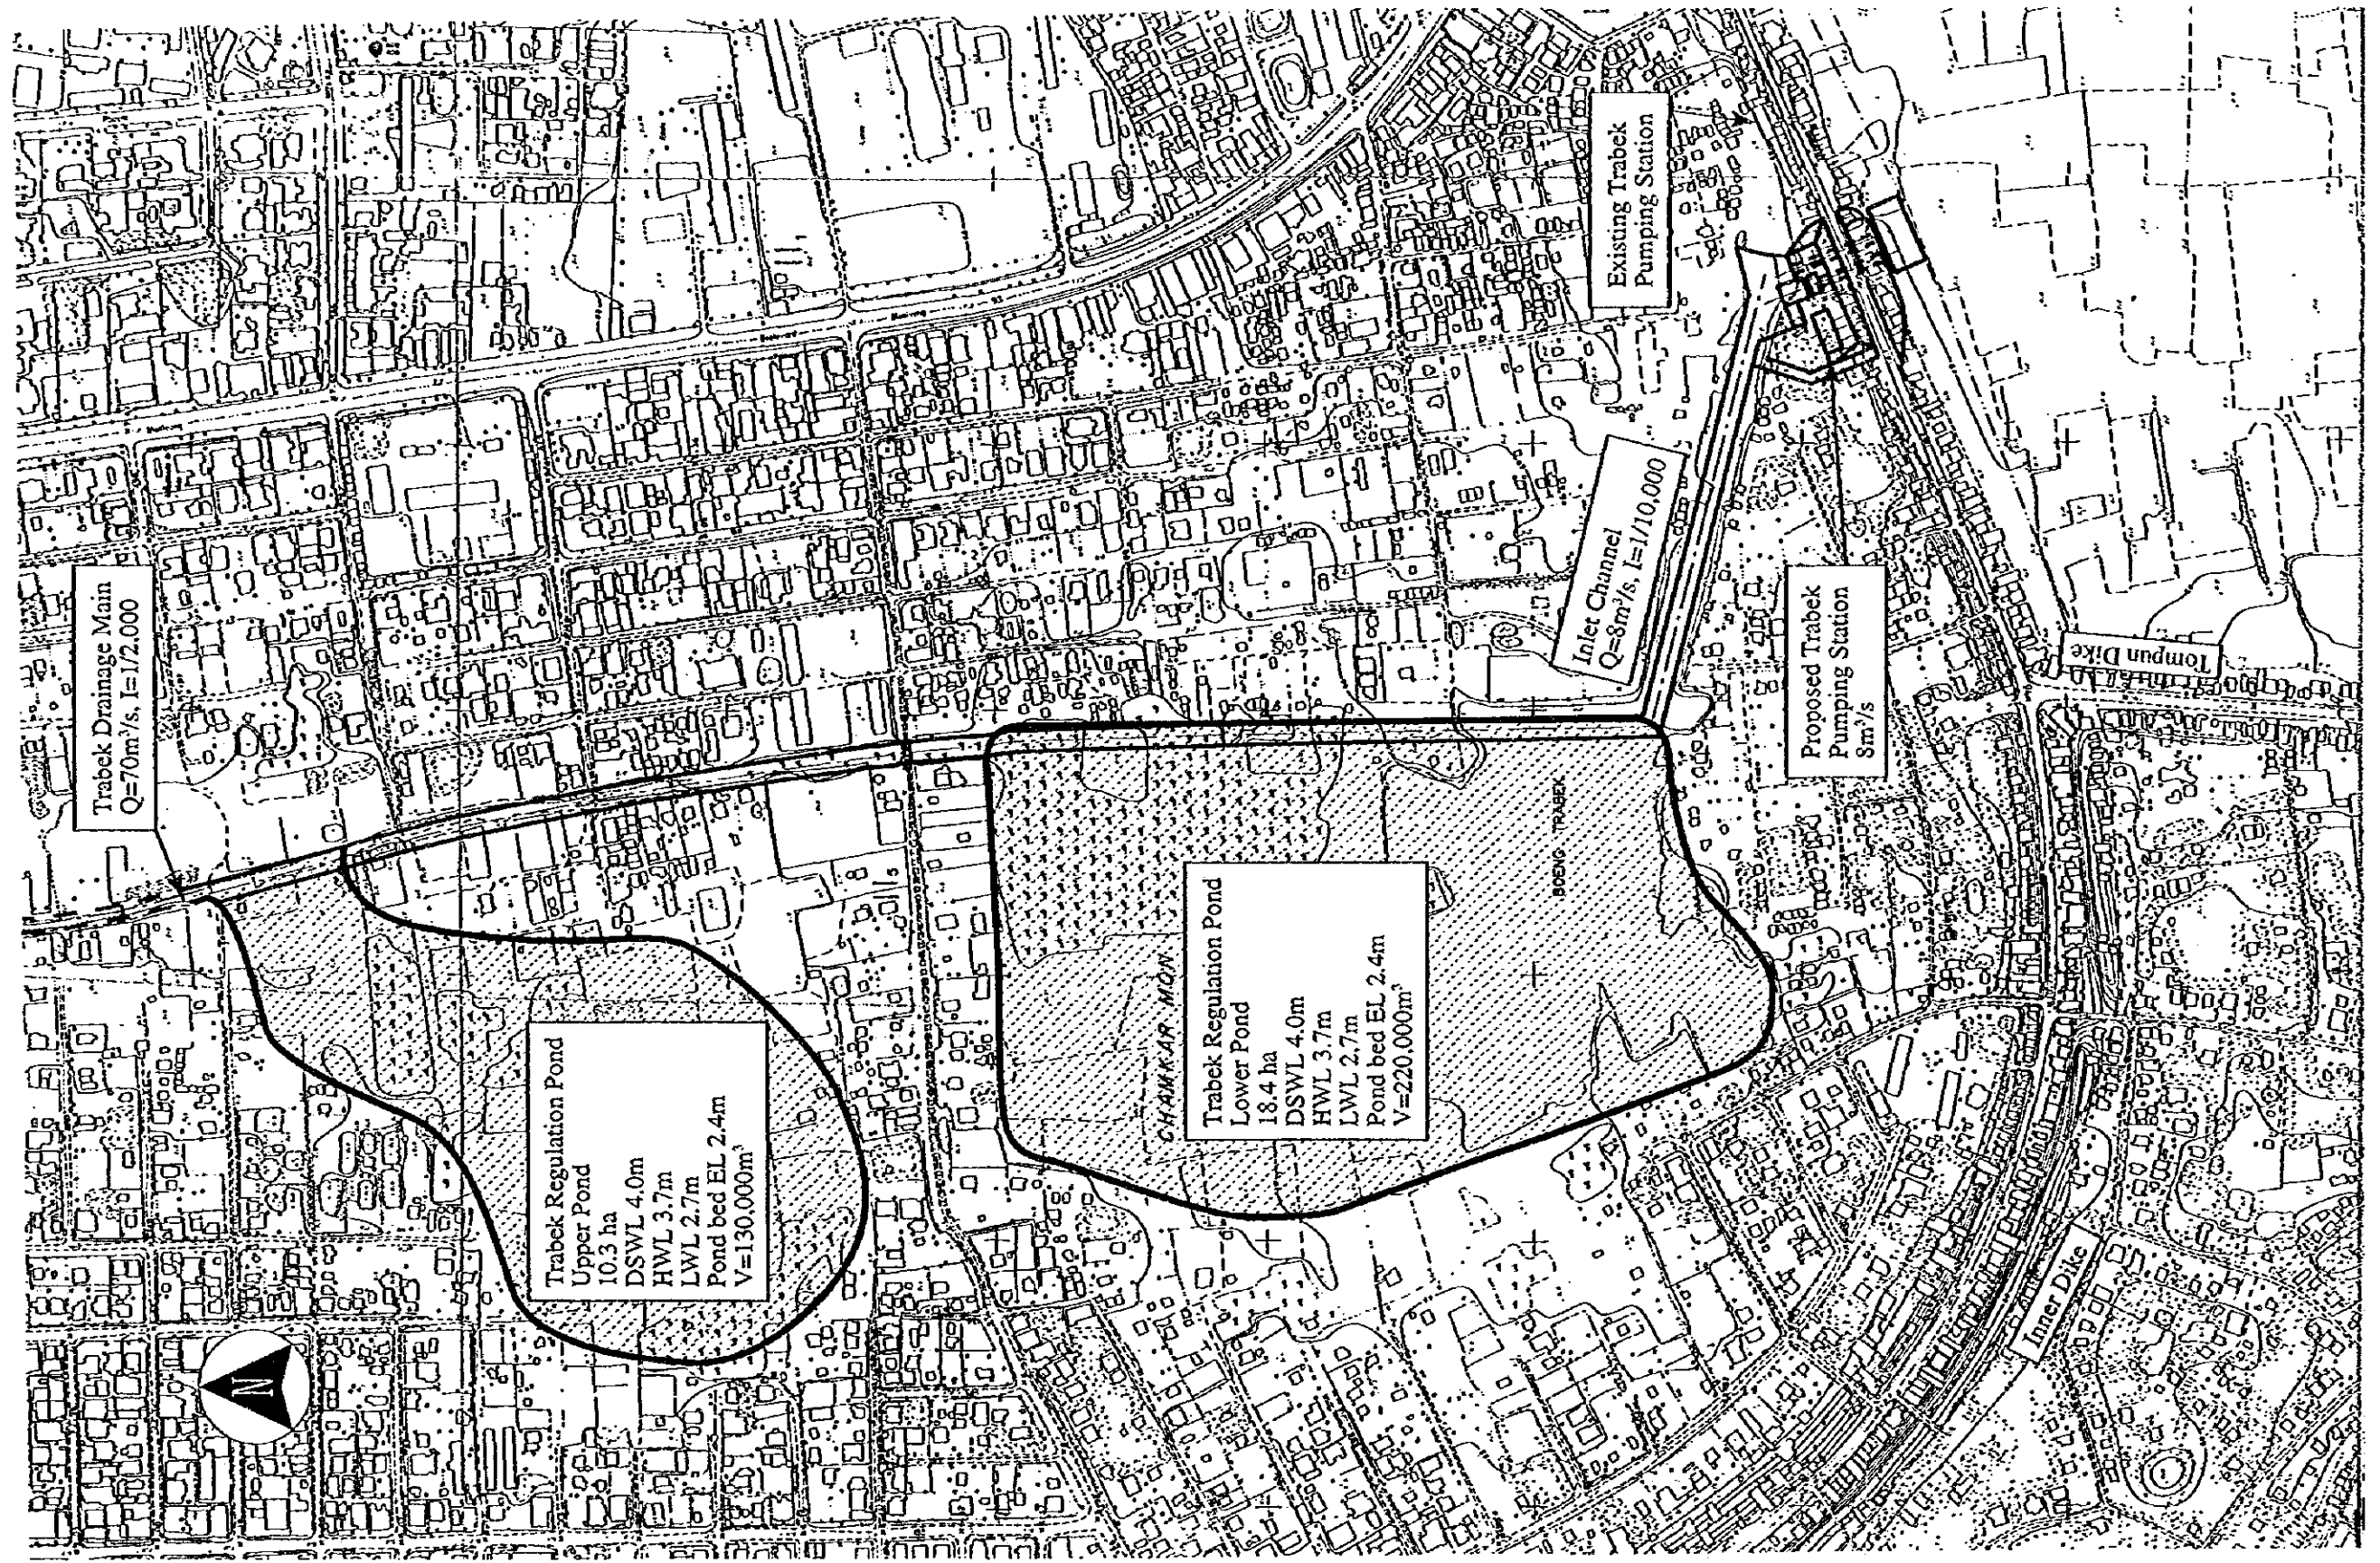 Trabek Drainage Main
Q=70m³/s, I=1/2,000
Existing Trabek
Pumping Station
Inlet Channel
Q=8m³/s, I=1/10,000
Proposed Trabek
Pumping Station
8m³/s
Tompun Dike
Trabek Regulation Pond
Upper Pond
10.3 ha
DSWL 4.0m
HWL 3.7m
LWL 2.7m
Pond bed EL 2.4m
V=130,000m³
Trabek Regulation Pond
Lower Pond
18.4 ha
DSWL 4.0m
HWL 3.7m
LWL 2.7m
Pond bed EL 2.4m
V=220,000m³
CHAMKAR MON
BOENG TRABEK
Inner Dike
N